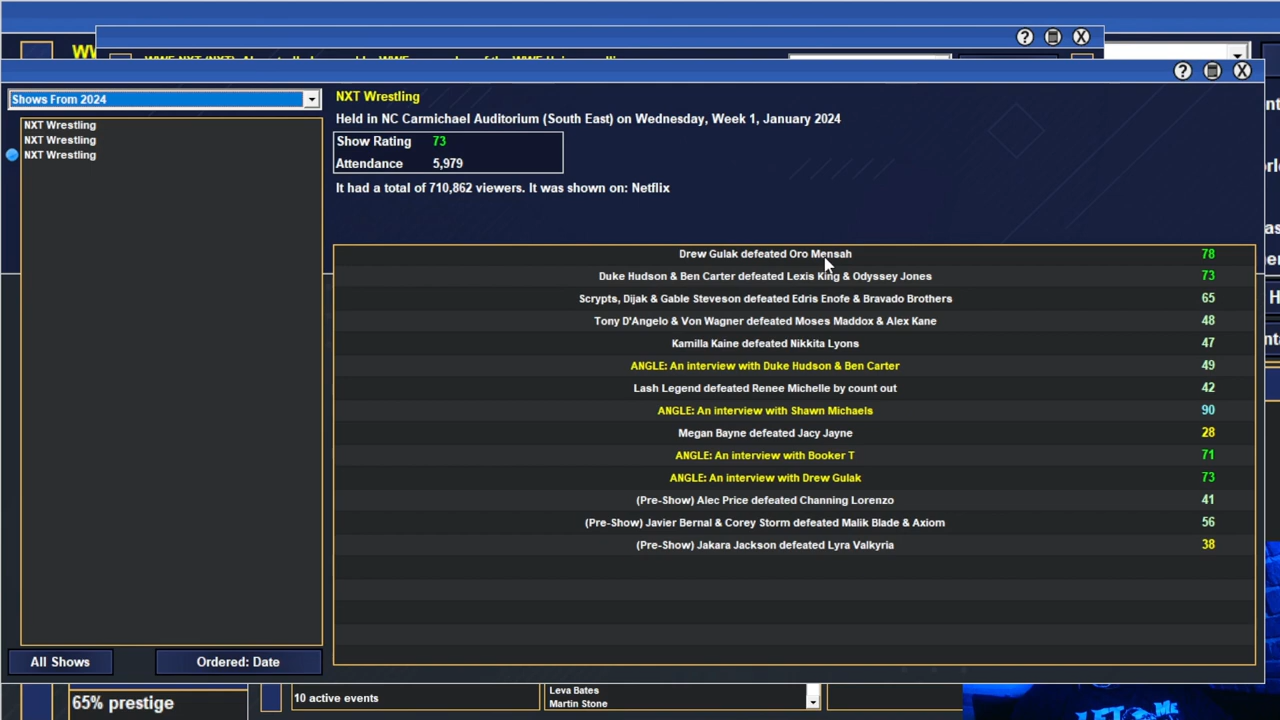 WW
Shows From 2024
NXT Wrestling
NXT Wrestling
NXT Wrestling
NXT Wrestling
Held in NC Carmichael Auditorium (South East) on Wednesday, Week 1, January 2024
Show Rating 73
Attendance 5,979
It had a total of 710,862 viewers. It was shown on: Netflix
Drew Gulak defeated Oro Mensah 78
Duke Hudson & Ben Carter defeated Lexis King & Odyssey Jones 73
Scrypts, Dijak & Gable Steveson defeated Edris Enofe & Bravado Brothers 65
Tony D'Angelo & Von Wagner defeated Moses Maddox & Alex Kane 48
Kamilla Kaine defeated Nikkita Lyons 47
ANGLE: An interview with Duke Hudson & Ben Carter 49
Lash Legend defeated Renee Michelle by count out 42
ANGLE: An interview with Shawn Michaels 90
Megan Bayne defeated Jacy Jayne 28
ANGLE: An interview with Booker T 71
ANGLE: An interview with Drew Gulak 73
(Pre-Show) Alec Price defeated Channing Lorenzo 41
(Pre-Show) Javier Bernal & Corey Storm defeated Malik Blade & Axiom 56
(Pre-Show) Jakara Jackson defeated Lyra Valkyria 38
All Shows
Ordered: Date
65% prestige
10 active events
Leva Bates
Martin Stone